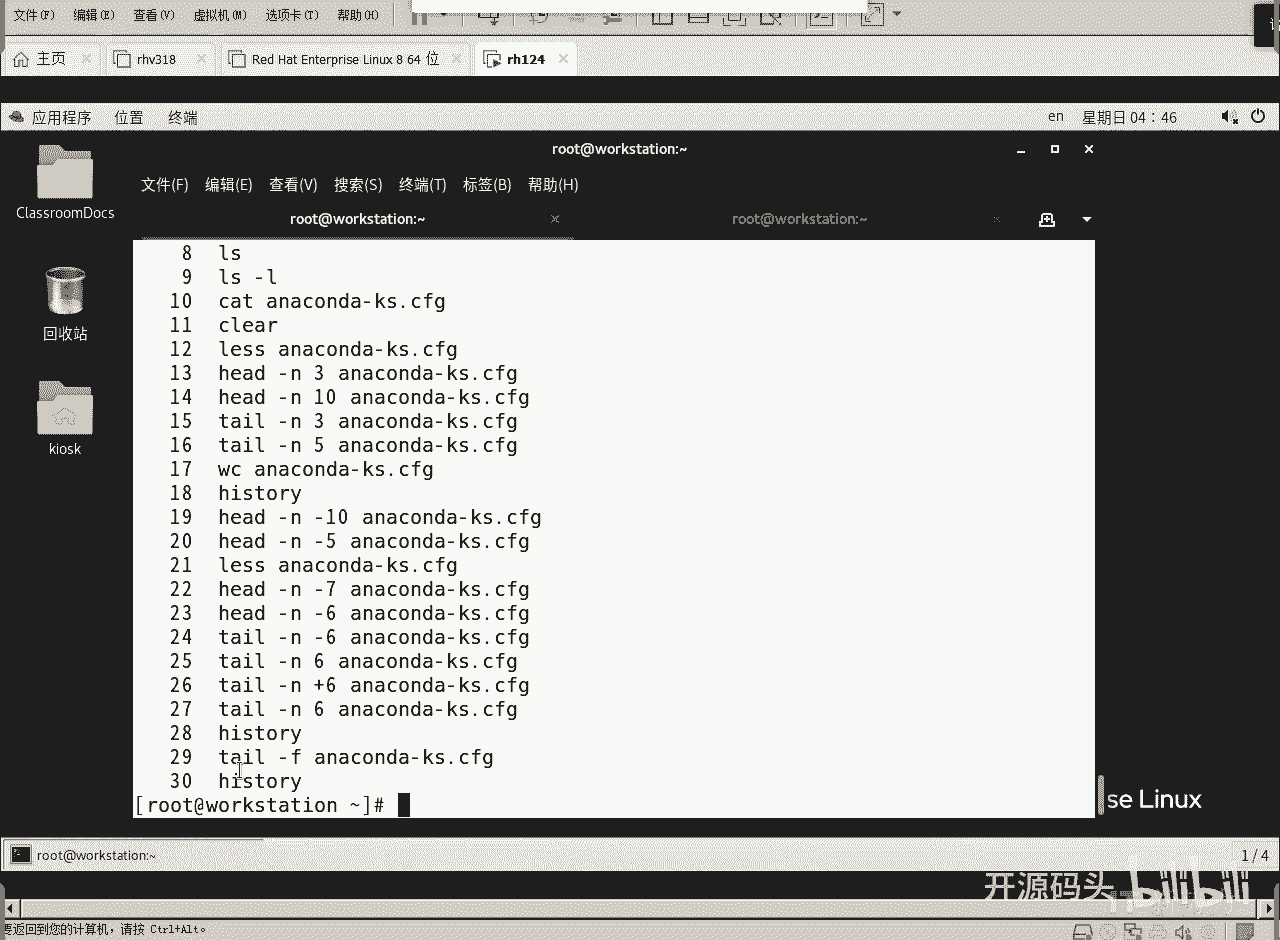 文件(F) 编辑(E) 查看(V) 虚拟机(M) 选项卡(T) 帮助(H)
主页 rhv318 Red Hat Enterprise Linux 8 64 位 rh124
应用程序 位置 终端 en 星期日 04：46
root@workstation:~
文件(F) 编辑(E) 查看(V) 搜索(S) 终端(T) 标签(B) 帮助(H)
ClassroomDocs
root@workstation:~ root@workstation:~
回收站
kiosk
8 ls
9 ls -l
10 cat anaconda-ks.cfg
11 clear
12 less anaconda-ks.cfg
13 head -n 3 anaconda-ks.cfg
14 head -n 10 anaconda-ks.cfg
15 tail -n 3 anaconda-ks.cfg
16 tail -n 5 anaconda-ks.cfg
17 wc anaconda-ks.cfg
18 history
19 head -n -10 anaconda-ks.cfg
20 head -n -5 anaconda-ks.cfg
21 less anaconda-ks.cfg
22 head -n -7 anaconda-ks.cfg
23 head -n -6 anaconda-ks.cfg
24 tail -n -6 anaconda-ks.cfg
25 tail -n 6 anaconda-ks.cfg
26 tail -n +6 anaconda-ks.cfg
27 tail -n 6 anaconda-ks.cfg
28 history
29 tail -f anaconda-ks.cfg
30 history
[root@workstation ~]#
se Linux
root@workstation:~ 1 / 4
开源码头 bilibili
要返回到您的计算机，请按 Ctrl+Alt。